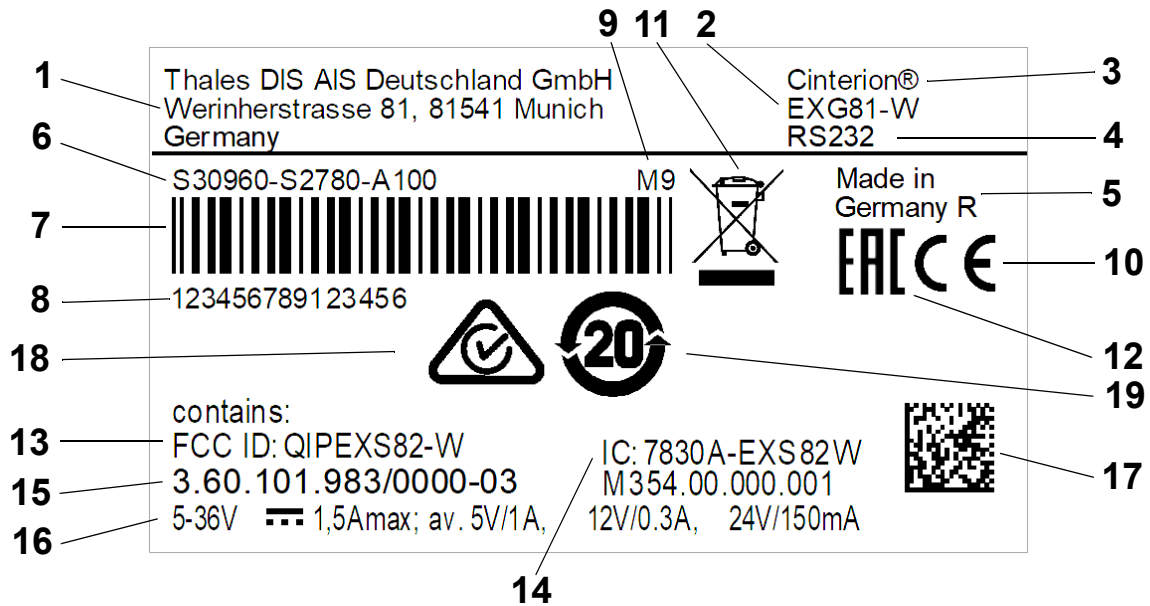 9 11 2
1 Thales DIS AIS Deutschland GmbH Cinterion® 3
Werinherstrasse 81, 81541 Munich EXG81-W
6 Germany RS232 4
S30960-S2780-A100 M9 Made in
7 Germany R 5
EAC CE 10
8 123456789123456
18 20 12
19
contains:
13 FCC ID: QIPEXS82-W IC: 7830A-EXS82W
15 3.60.101.983/0000-03 M354.00.000.001 17
16 5-36V 1,5Amax; av. 5V/1A, 12V/0.3A, 24V/150mA
14